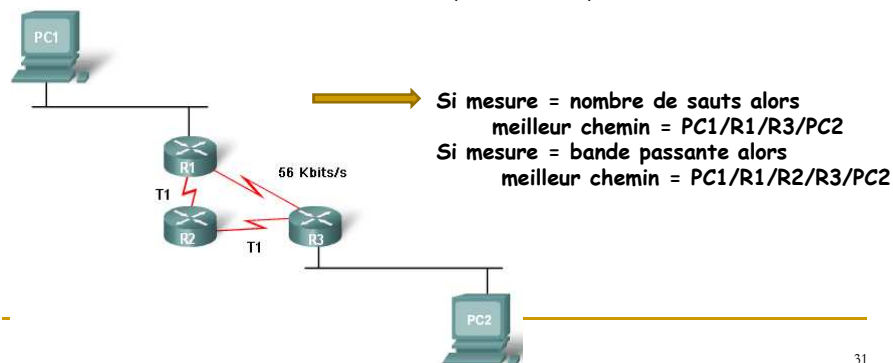 PC1
Si mesure = nombre de sauts alors
meilleur chemin = PC1/R1/R3/PC2
Si mesure = bande passante alors
meilleur chemin = PC1/R1/R2/R3/PC2
R1
56 Kbits/s
T1
R2
T1
R3
PC2
31